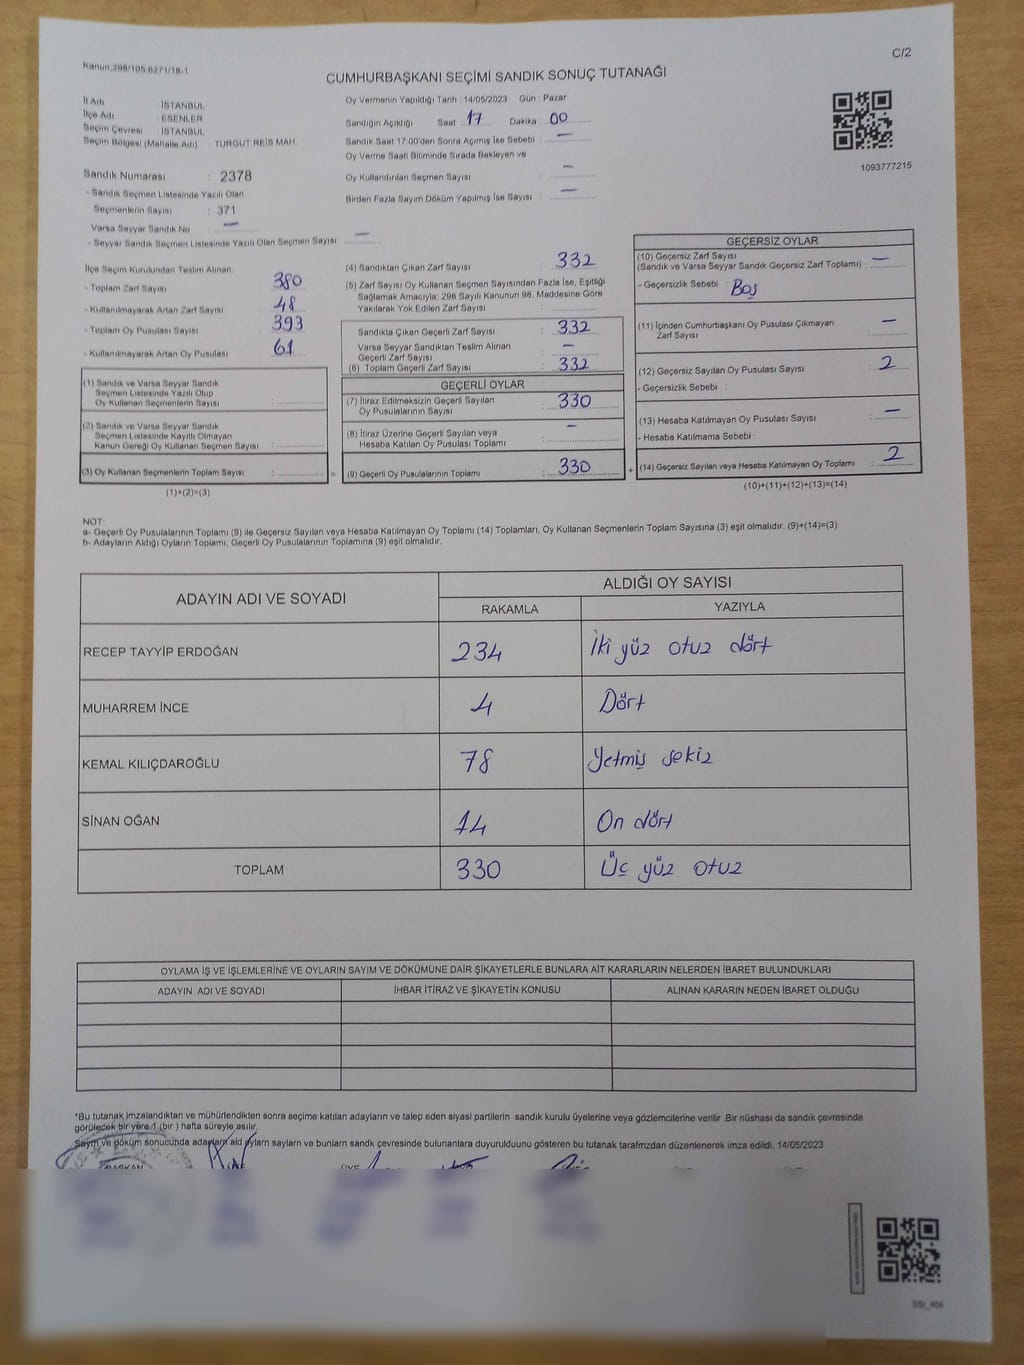 Kanun,298/105,6271/18-1
C/2
CUMHURBAŞKANI SEÇİMİ SANDIK SONUÇ TUTANAĞI
İl Adı : İSTANBUL
İlçe Adı : ESENLER
Seçim Çevresi : İSTANBUL
Seçim Bölgesi (Mahalle Adı) : TURGUT REİS MAH.
Sandık Numarası : 2378
- Sandık Seçmen Listesinde Yazılı Olan
Seçmenlerin Sayısı : 371
Varsa Seyyar Sandık No : —
- Seyyar Sandık Seçmen Listesinde Yazılı Olan Seçmen Sayısı : —
Oy Vermenin Yapıldığı Tarih : 14/05/2023 Gün : Pazar
Sandığın Açıldığı Saat : 17 Dakika : 00
Sandık Saat 17:00'den Sonra Açımış İse Sebebi : —
Oy Verme Saati Bitiminde Sırada Bekleyen ve
Oy Kullandırılan Seçmen Sayısı : —
Birden Fazla Sayım Döküm Yapılmış İse Sayısı : —
1093777215
İlçe Seçim Kurulundan Teslim Alınan:
- Toplam Zarf Sayısı : 380
- Kullanılmayarak Artan Zarf Sayısı : 48
- Toplam Oy Pusulası Sayısı : 393
- Kullanılmayarak Artan Oy Pusulası : 61
(1) Sandık ve Varsa Seyyar Sandık
Seçmen Listesinde Yazılı Olup
Oy Kullanan Seçmenlerin Sayısı :
(2) Sandık ve Varsa Seyyar Sandık
Seçmen Listesinde Kayıtlı Olmayan
Kanun Gereği Oy Kullanan Seçmen Sayısı :
(3) Oy Kullanan Seçmenlerin Toplam Sayısı : =
(1)+(2)=(3)
(4) Sandıktan Çıkan Zarf Sayısı : 332
(5) Zarf Sayısı Oy Kullanan Seçmen Sayısından Fazla İse, Eşitliği
Sağlamak Amacıyla, 298 Sayılı Kanunun 98. Maddesine Göre
Yakılarak Yok Edilen Zarf Sayısı :
Sandıkta Çıkan Geçerli Zarf Sayısı : 332
Varsa Seyyar Sandıktan Teslim Alınan
Geçerli Zarf Sayısı : —
(6) Toplam Geçerli Zarf Sayısı : 332
GEÇERLİ OYLAR
(7) İtiraz Edilmeksizin Geçerli Sayılan
Oy Pusulalarının Sayısı : 330
(8) İtiraz Üzerine Geçerli Sayılan veya
Hesaba Katılan Oy Pusulası Toplamı : —
(9) Geçerli Oy Pusulalarının Toplamı : 330 +
GEÇERSİZ OYLAR
(10) Geçersiz Zarf Sayısı
(Sandık ve Varsa Seyyar Sandık Geçersiz Zarf Toplamı) : —
- Geçersizlik Sebebi : Boş
(11) İçinden Cumhurbaşkanı Oy Pusulası Çıkmayan
Zarf Sayısı : —
(12) Geçersiz Sayılan Oy Pusulası Sayısı : 2
- Geçersizlik Sebebi :
(13) Hesaba Katılmayan Oy Pusulası Sayısı : —
- Hesaba Katılmama Sebebi :
(14) Geçersiz Sayılan veya Hesaba Katılmayan Oy Toplamı : 2
(10)+(11)+(12)+(13)=(14)
NOT:
a- Geçerli Oy Pusulalarının Toplamı (9) ile Geçersiz Sayılan veya Hesaba Katılmayan Oy Toplamı (14) Toplamları, Oy Kullanan Seçmenlerin Toplam Sayısına (3) eşit olmalıdır. (9)+(14)=(3)
b- Adayların Aldığı Oyların Toplamı, Geçerli Oy Pusulalarının Toplamına (9) eşit olmalıdır.
ADAYIN ADI VE SOYADI ALDIĞI OY SAYISI
RAKAMLA YAZIYLA
RECEP TAYYİP ERDOĞAN 234 İki yüz otuz dört
MUHARREM İNCE 4 Dört
KEMAL KILIÇDAROĞLU 78 Yetmiş sekiz
SİNAN OĞAN 14 On dört
TOPLAM 330 Üç yüz otuz
OYLAMA İŞ VE İŞLEMLERİNE VE OYLARIN SAYIM VE DÖKÜMÜNE DAİR ŞİKAYETLERLE BUNLARA AİT KARARLARIN NELERDEN İBARET BULUNDUKLARI
ADAYIN ADI VE SOYADI İHBAR İTİRAZ VE ŞİKAYETİN KONUSU ALINAN KARARIN NEDEN İBARET OLDUĞU
*Bu tutanak imzalandıktan ve mühürlendikten sonra seçime katılan adayların ve talep eden siyasi partilerin sandık kurulu üyelerine veya gözlemcilerine verilir .Bir nüshası da sandık çevresinde
görülecek bir yere 1 (bir ) hafta süreyle asılır.
Sayım ve döküm sonucunda adayların ald oyların sayların ve bunların sandk çevresinde bulunanlara duyurulduunu gösteren bu tutanak tarafmzdan düzenlenerek imza edildi. 14/05/2023
BAŞKAN ÜYE